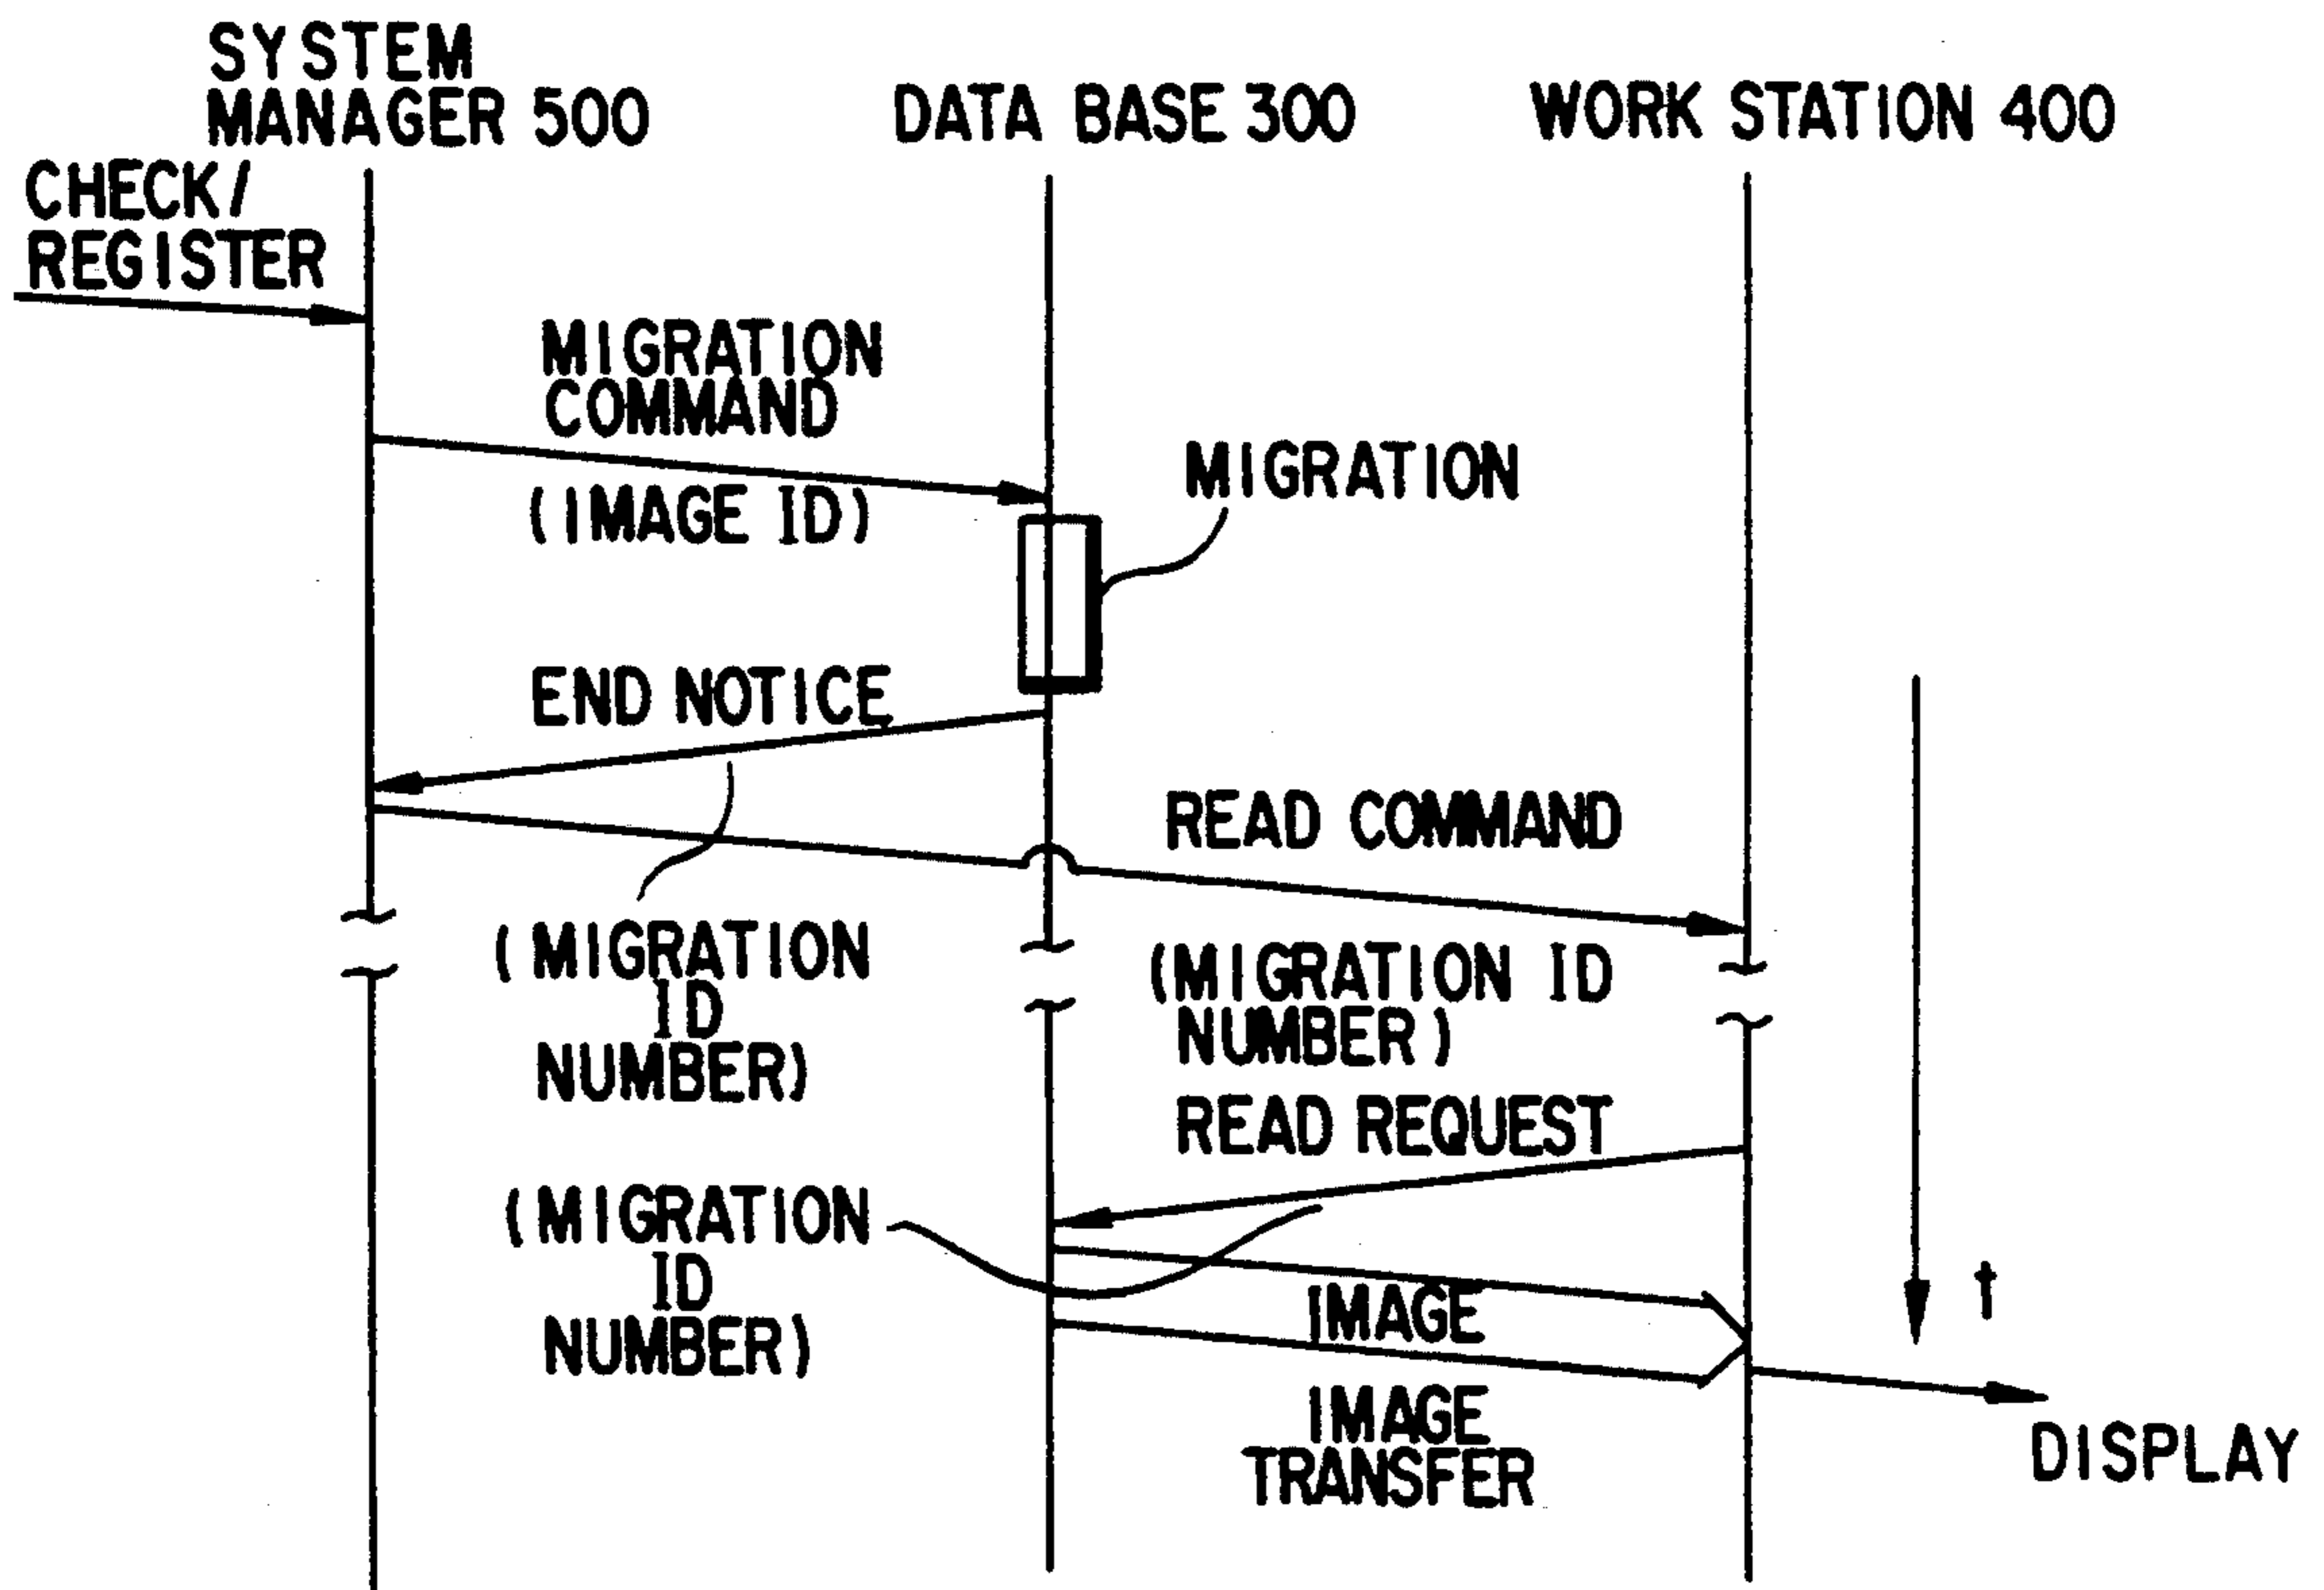 SYSTEM
MANAGER 500
DATA BASE 300
WORK STATION 400
CHECK/
REGISTER
MIGRATION
COMMAND
(IMAGE ID)
MIGRATION
END NOTICE
READ COMMAND
(MIGRATION
ID
NUMBER)
(MIGRATION ID
NUMBER)
READ REQUEST
(MIGRATION
ID
NUMBER)
IMAGE
t
IMAGE
TRANSFER
DISPLAY